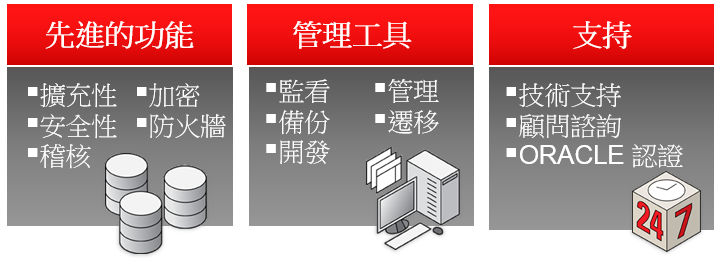 先進的功能
擴充性 加密
安全性 防火牆
稽核
管理工具
監看 管理
備份 遷移
開發
支持
技術支持
顧問諮詢
ORACLE 認證
24 7